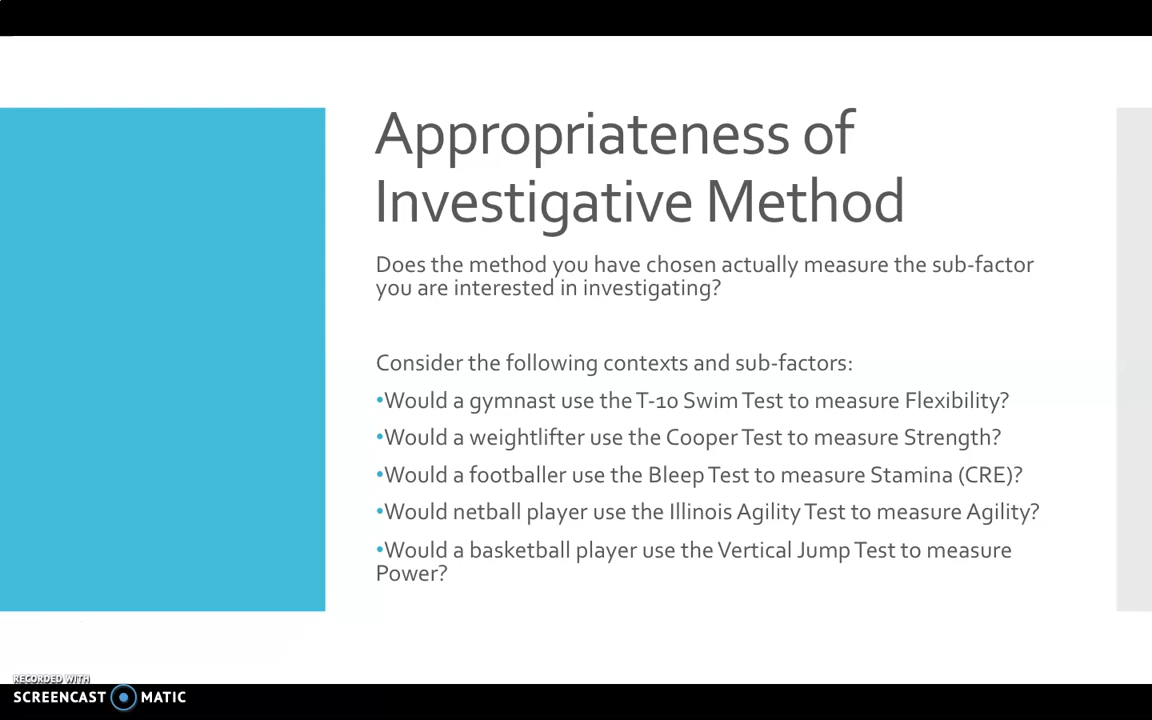 Appropriateness of
Investigative Method
Does the method you have chosen actually measure the sub-factor
you are interested in investigating?
Consider the following contexts and sub-factors:
•Would a gymnast use the T-10 Swim Test to measure Flexibility?
•Would a weightlifter use the Cooper Test to measure Strength?
•Would a footballer use the Bleep Test to measure Stamina (CRE)?
•Would netball player use the Illinois Agility Test to measure Agility?
•Would a basketball player use the Vertical Jump Test to measure
Power?
RECORDED WITH
SCREENCAST MATIC